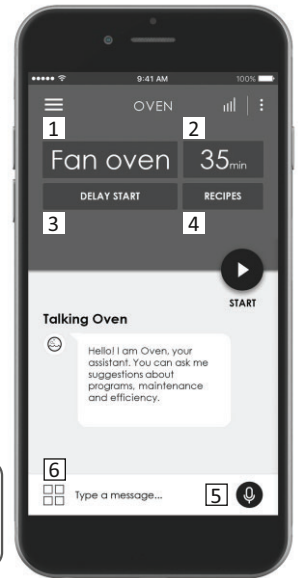 9:41 AM 100%
OVEN
1 2
Fan oven 35min
DELAY START RECIPES
3 4
START
Talking Oven
Hello! I am Oven, your
assistant. You can ask me
suggestions about
programs, maintenance
and efficiency.
6
Type a message... 5